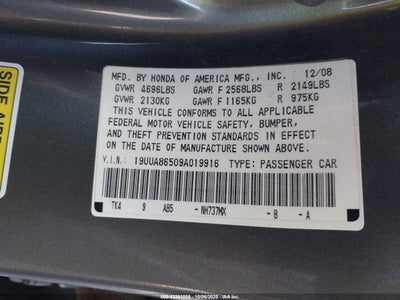 MFD. BY HONDA OF AMERICA MFG., INC. 12/08
GVWR 4696LBS GAWR F 2568LBS R 2149LBS
GVWR 2130KG GAWR F 1165KG R 975KG
THIS VEHICLE CONFORMS TO ALL APPLICABLE
FEDERAL MOTOR VEHICLE SAFETY, BUMPER,
AND THEFT PREVENTION STANDARDS IN EFFECT
ON THE DATE OF MANUFACTURE SHOWN ABOVE.
V.I.N.: 19UUA86509A019916 TYPE: PASSENGER CAR
TK4 9 AB5 -NH737MX -B -A
SIDE